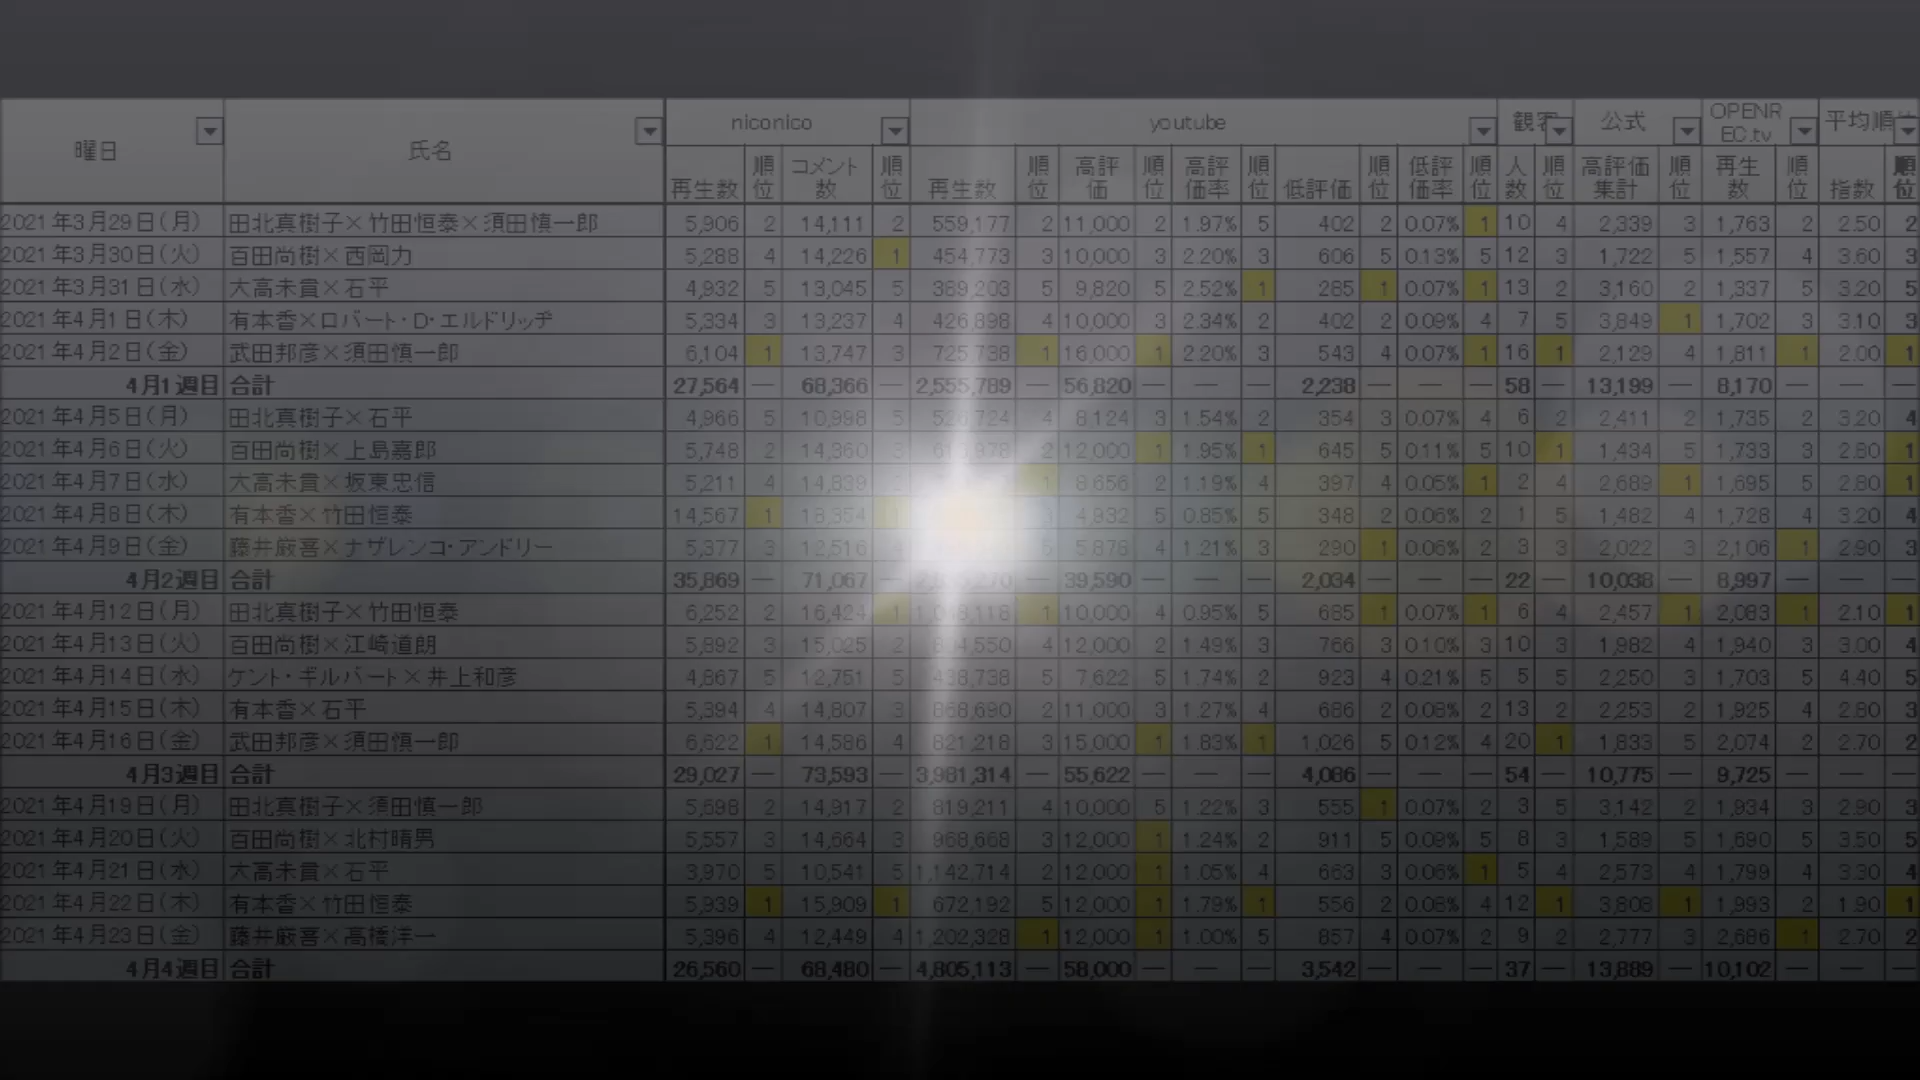 曜日 氏名 niconico youtube 観客 公式 OPENREC.tv 平均順位
再生数 順位 コメント数 順位 再生数 順位 高評価 順位 高評価率 順位 低評価 順位 低評価率 順位 人数 順位 高評価集計 順位 再生数 順位 指数 順位
2021年3月29日(月) 田北真樹子×竹田恒泰×須田慎一郎 5,906 2 14,111 2 559,177 2 11,000 2 1.97% 5 402 2 0.07% 1 10 4 2,339 3 1,763 2 2.50 2
2021年3月30日(火) 百田尚樹×西岡力 5,288 4 14,226 1 454,773 3 10,000 3 2.20% 3 606 5 0.13% 5 12 3 1,722 5 1,557 4 3.60 3
2021年3月31日(水) 大高未貴×石平 4,932 5 13,045 5 389,203 5 9,820 5 2.52% 1 285 1 0.07% 1 13 2 3,160 2 1,337 5 3.20 5
2021年4月1日(木) 有本香×ロバート・D・エルドリッヂ 5,334 3 13,237 4 426,898 4 10,000 3 2.34% 2 402 2 0.09% 4 7 5 3,849 1 1,702 3 3.10 3
2021年4月2日(金) 武田邦彦×須田慎一郎 6,104 1 13,747 3 725,738 1 16,000 1 2.20% 3 543 4 0.07% 1 16 1 2,129 4 1,811 1 2.00 1
4月1週目 合計 27,564 — 68,366 — 2,555,789 — 56,820 — — — 2,238 — — — 58 — 13,199 — 8,170 — — —
2021年4月5日(月) 田北真樹子×石平 4,966 5 10,998 5 4 8,124 3 1.54% 2 354 3 0.07% 4 6 2 2,411 2 1,735 2 3.20 4
2021年4月6日(火) 百田尚樹×上島嘉郎 5,748 2 14,360 3 2 12,000 1 1.95% 1 645 5 0.11% 5 10 1 1,434 5 1,733 3 2.80 1
2021年4月7日(水) 大高未貴×坂東忠信 5,211 4 14,839 2 1 8,656 2 1.19% 4 397 4 0.05% 1 2 4 2,689 1 1,695 5 2.80 1
2021年4月8日(木) 有本香×竹田恒泰 14,567 1 18,354 1 4,932 5 0.85% 5 348 2 0.06% 2 1 5 1,482 4 1,728 4 3.20 4
2021年4月9日(金) 藤井厳喜×ナザレンコ・アンドリー 5,377 3 12,516 4 5 5,878 4 1.21% 3 290 1 0.06% 2 3 3 2,022 3 2,106 1 2.90 3
4月2週目 合計 35,869 — 71,067 — — 39,590 — — — 2,034 — — — 22 — 10,038 — 8,997 — — —
2021年4月12日(月) 田北真樹子×竹田恒泰 6,252 2 16,424 1 1 10,000 4 0.95% 5 685 1 0.07% 1 6 4 2,457 1 2,083 1 2.10 1
2021年4月13日(火) 百田尚樹×江崎道朗 5,892 3 15,025 2 4 12,000 2 1.49% 3 766 3 0.10% 3 10 3 1,982 4 1,940 3 3.00 4
2021年4月14日(水) ケント・ギルバート×井上和彦 4,867 5 12,751 5 438,738 5 7,622 5 1.74% 2 923 4 0.21% 5 5 5 2,250 3 1,703 5 4.40 5
2021年4月15日(木) 有本香×石平 5,394 4 14,807 3 868,690 2 11,000 3 1.27% 4 686 2 0.08% 2 13 2 2,253 2 1,925 4 2.80 3
2021年4月16日(金) 武田邦彦×須田慎一郎 6,622 1 14,586 4 821,218 3 15,000 1 1.83% 1 1,026 5 0.12% 4 20 1 1,833 5 2,074 2 2.70 2
4月3週目 合計 29,027 — 73,593 — 3,981,314 — 55,622 — — — 4,086 — — — 54 — 10,775 — 9,725 — — —
2021年4月19日(月) 田北真樹子×須田慎一郎 5,698 2 14,917 2 819,211 4 10,000 5 1.22% 3 555 1 0.07% 2 3 5 3,142 2 1,934 3 2.90 3
2021年4月20日(火) 百田尚樹×北村晴男 5,557 3 14,664 3 968,668 3 12,000 1 1.24% 2 911 5 0.09% 5 8 3 1,589 5 1,690 5 3.50 5
2021年4月21日(水) 大高未貴×石平 3,970 5 10,541 5 1,142,714 2 12,000 1 1.05% 4 663 3 0.06% 1 5 4 2,573 4 1,799 4 3.30 4
2021年4月22日(木) 有本香×竹田恒泰 5,939 1 15,909 1 672,192 5 12,000 1 1.79% 1 556 2 0.08% 4 12 1 3,808 1 1,993 2 1.90 1
2021年4月23日(金) 藤井厳喜×高橋洋一 5,396 4 12,449 4 1,202,328 1 12,000 1 1.00% 5 857 4 0.07% 2 9 2 2,777 3 2,686 1 2.70 2
4月4週目 合計 26,560 — 68,480 — 4,805,113 — 58,000 — — — 3,542 — — — 37 — 13,889 — 10,102 — — —